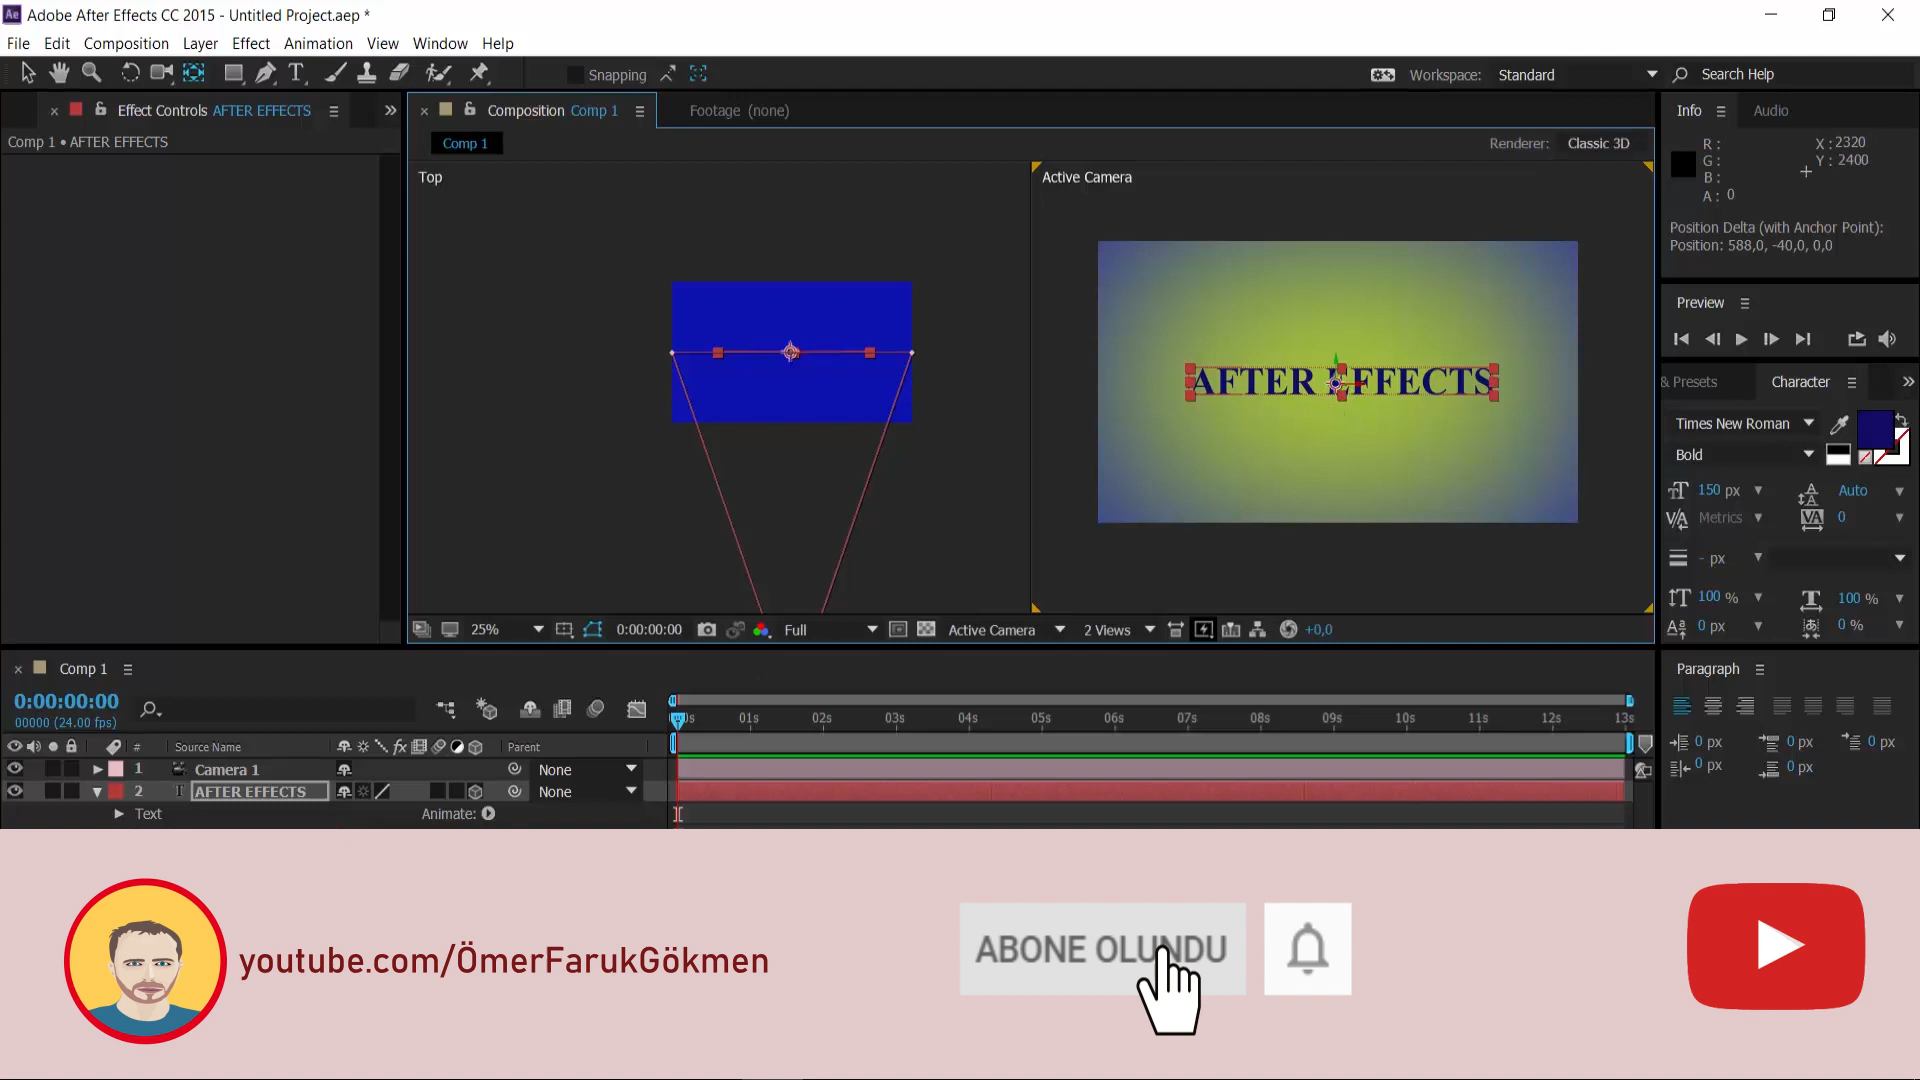 Ae Adobe After Effects CC 2015 - Untitled Project.aep *
File Edit Composition Layer Effect Animation View Window Help
Snapping Workspace: Standard Search Help
Effect Controls AFTER EFFECTS
Comp 1 • AFTER EFFECTS
Composition Comp 1 Footage (none)
Comp 1 Renderer: Classic 3D
Top
Active Camera
AFTER EFFECTS
25% 0:00:00:00 Full Active Camera 2 Views +0,0
Info Audio
R : X : 2320
G : Y : 2400
B :
A : 0
Position Delta (with Anchor Point):
Position: 588,0, -40,0, 0,0
Preview
& Presets Character
Times New Roman
Bold
150 px Auto
Metrics 0
- px
100 % 100 %
0 px 0 %
Comp 1
0:00:00:00
00000 (24.00 fps)
0s 01s 02s 03s 04s 05s 06s 07s 08s 09s 10s 11s 12s 13s
# Source Name fx Parent
1 Camera 1 None
2 T AFTER EFFECTS None
Text Animate:
Paragraph
0 px 0 px 0 px
0 px 0 px
youtube.com/ÖmerFarukGökmen
ABONE OLUNDU